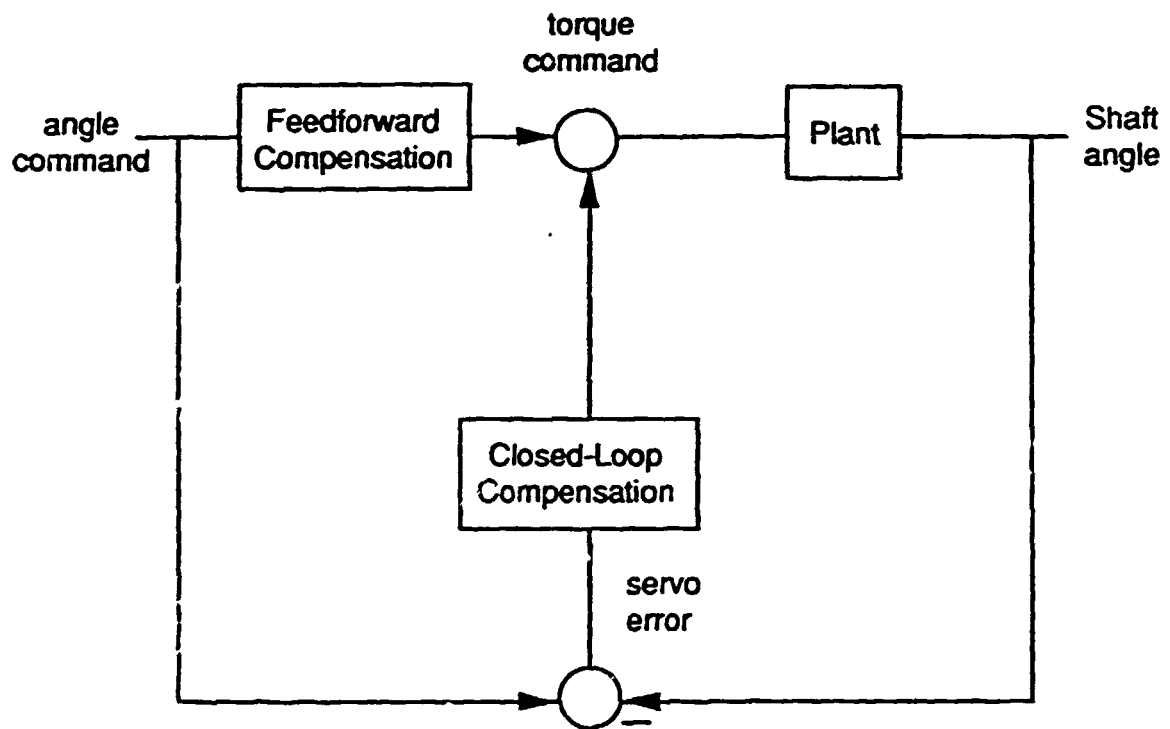 torque
command
angle
command
Feedforward
Compensation
Plant
Shaft
angle
Closed-Loop
Compensation
servo
error